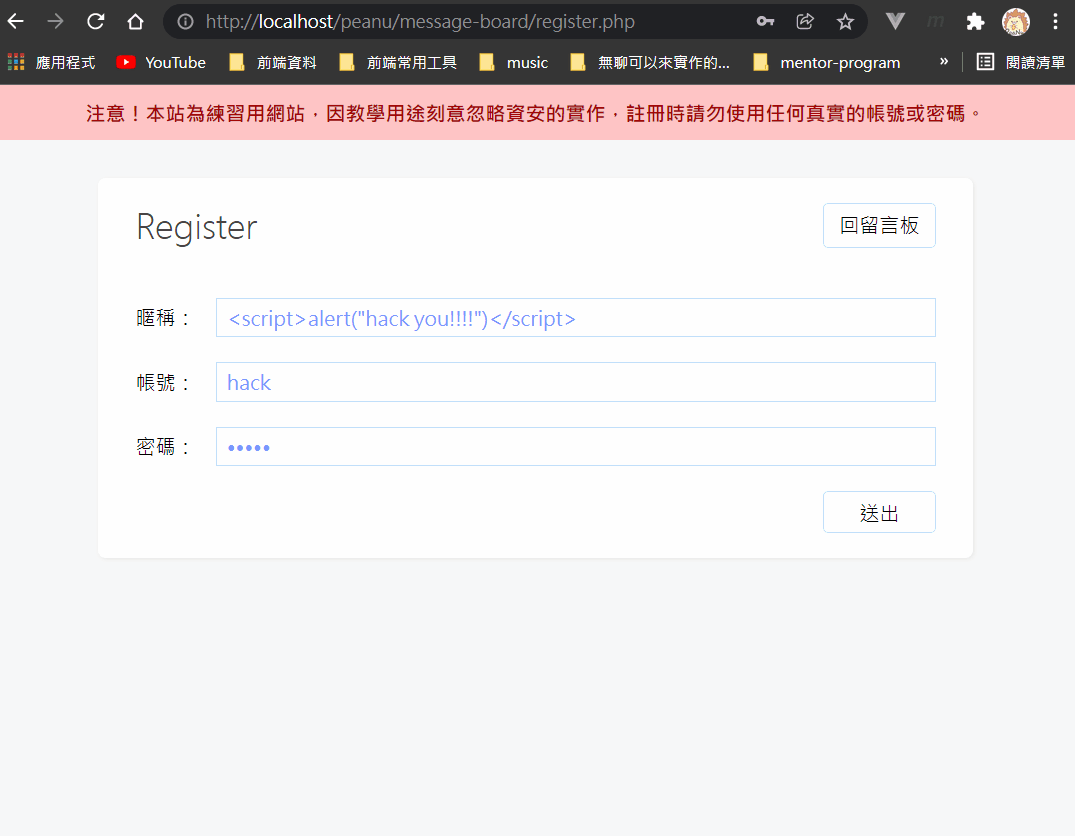 http://localhost/peanu/message-board/register.php
應用程式 YouTube 前端資料 前端常用工具 music 無聊可以來實作的... mentor-program » 閱讀清單
注意！本站為練習用網站，因教學用途刻意忽略資安的實作，註冊時請勿使用任何真實的帳號或密碼。
Register 回留言板
暱稱： <script>alert("hack you!!!!")</script>
帳號： hack
密碼： •••••
送出